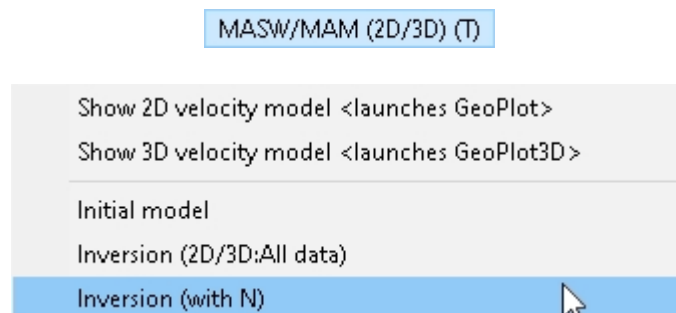 MASW/MAM (2D/3D) (T)
Show 2D velocity model <launches GeoPlot>
Show 3D velocity model <launches GeoPlot3D>
Initial model
Inversion (2D/3D:All data)
Inversion (with N)